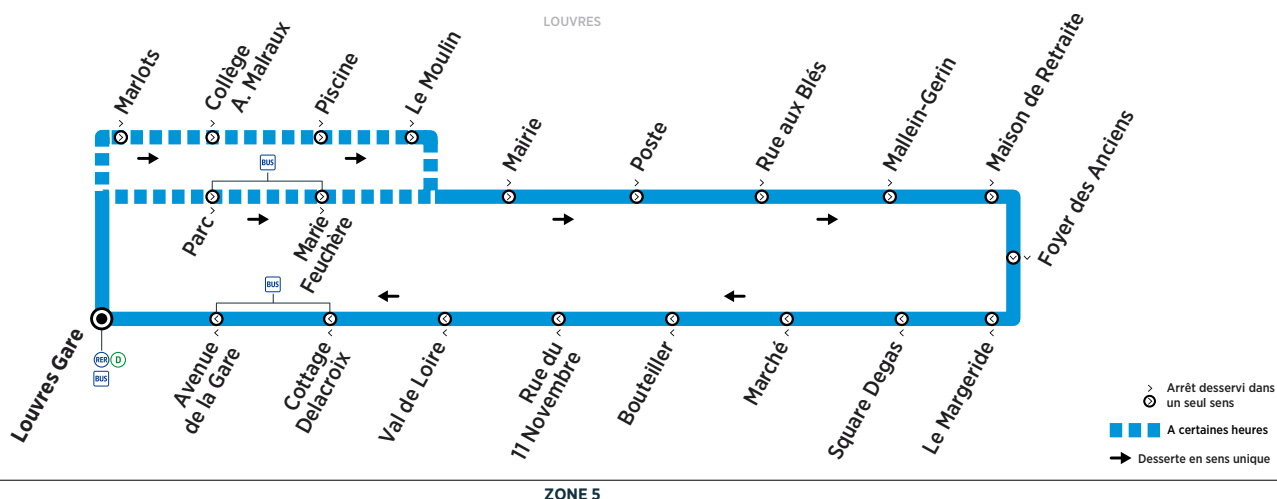 LOUVRES
Marlots
Collège
A. Malraux
Piscine
Le Moulin
Mairie
Poste
Rue aux Blés
Mallein-Gerin
Maison de Retraite
BUS
Parc
Marie
Feuchère
Foyer des Anciens
BUS
Louvres Gare
RER D
BUS
Avenue
de la Gare
Cottage
Delacroix
Val de Loire
Rue du
11 Novembre
Bouteiller
Marché
Square Degas
Le Margeride
Arrêt desservi dans
un seul sens
A certaines heures
Desserte en sens unique
ZONE 5